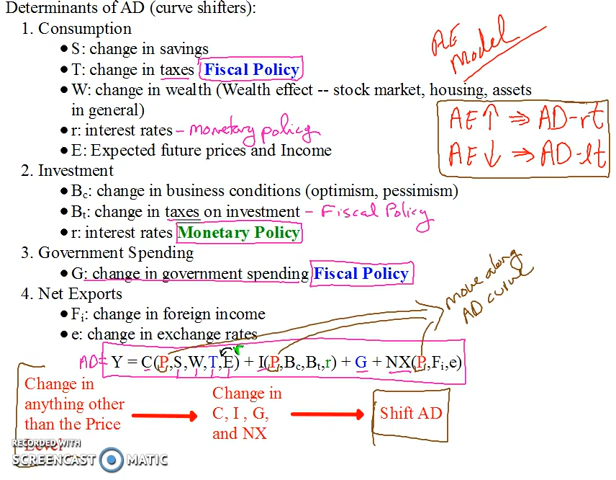 Determinants of AD (curve shifters):
1. Consumption
• S: change in savings
• T: change in taxes Fiscal Policy
• W: change in wealth (Wealth effect -- stock market, housing, assets
in general)
• r: interest rates – monetary policy
• E: Expected future prices and Income
2. Investment
• Bc: change in business conditions (optimism, pessimism)
• Bt: change in taxes on investment – Fiscal Policy
• r: interest rates Monetary Policy
3. Government Spending
• G: change in government spending Fiscal Policy
4. Net Exports
• Fi: change in foreign income
• e: change in exchange rates
AD= Y = C(P,S,W,T,E) + I(P,Bc,Bt,r) + G + NX(P,Fi,e)
r
AE
Model
AE↑ ⇒ AD-rt
AE↓ ⇒ AD-lt
move along
AD curve
Change in
anything other
than the Price
Level
Change in
C, I, G,
and NX
Shift AD
RECORDED WITH
SCREENCAST MATIC